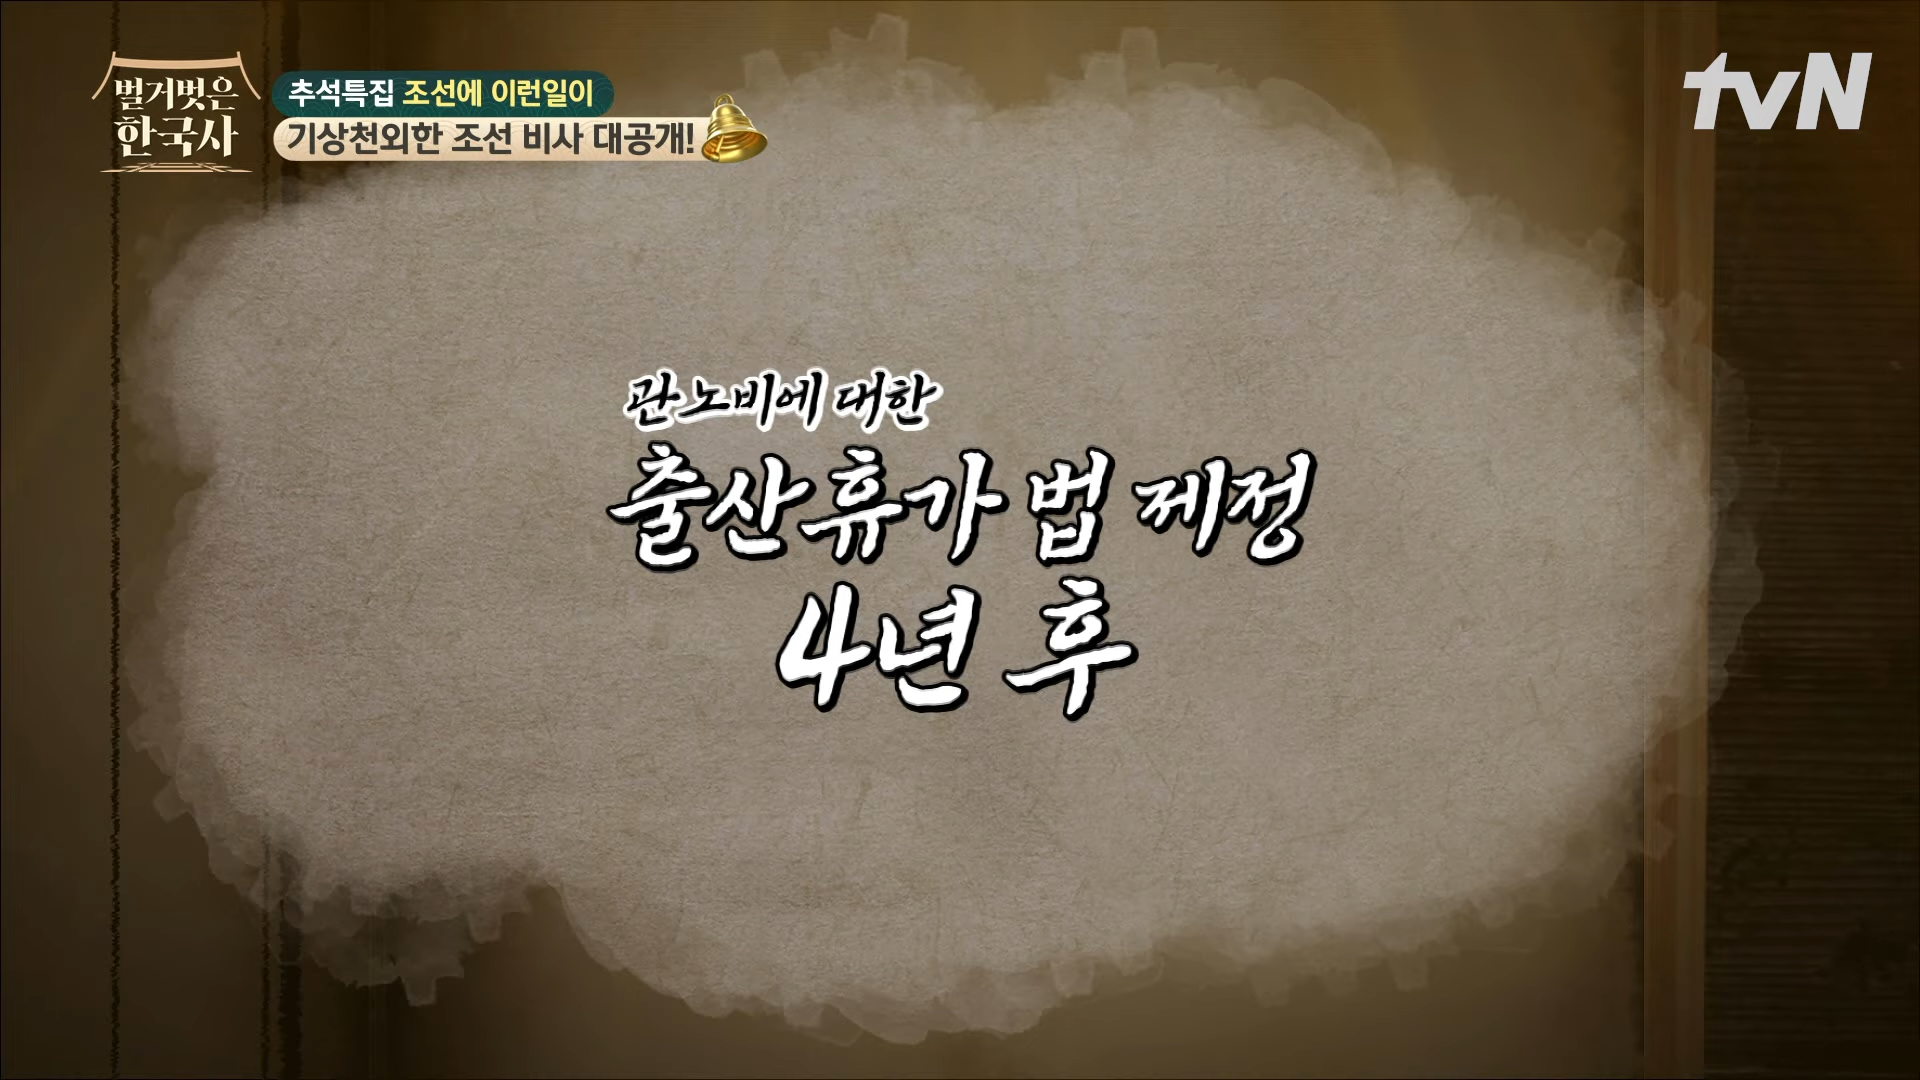 벌거벗은
한국사
추석특집 조선에 이런일이
기상천외한 조선 비사 대공개!
tvN
관노비에 대한
출산휴가 법 제정
4년 후